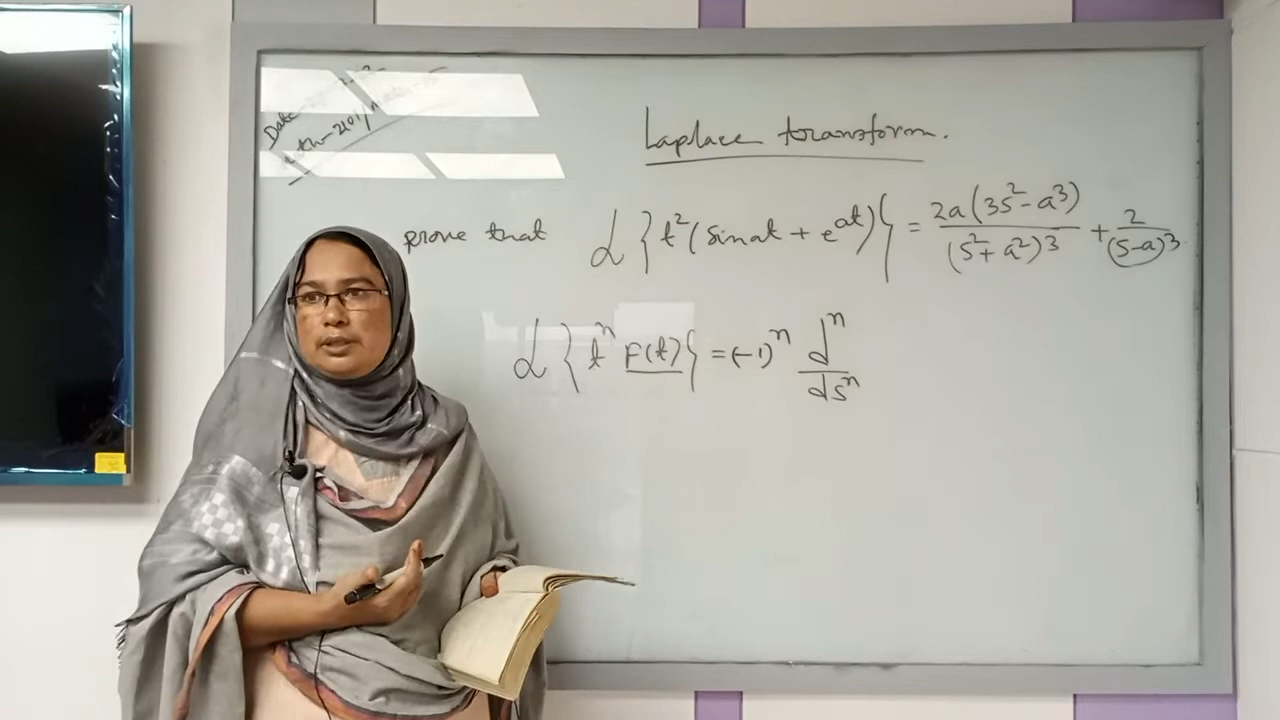 Date
Laplace transform.
prove that ℒ{t²(sinat + e^{at})} = 2a(3s²-a³)/(s²+a²)³ + 2/(s-a)³
ℒ{tⁿ F(t)} = (-1)ⁿ dⁿ/dsⁿ